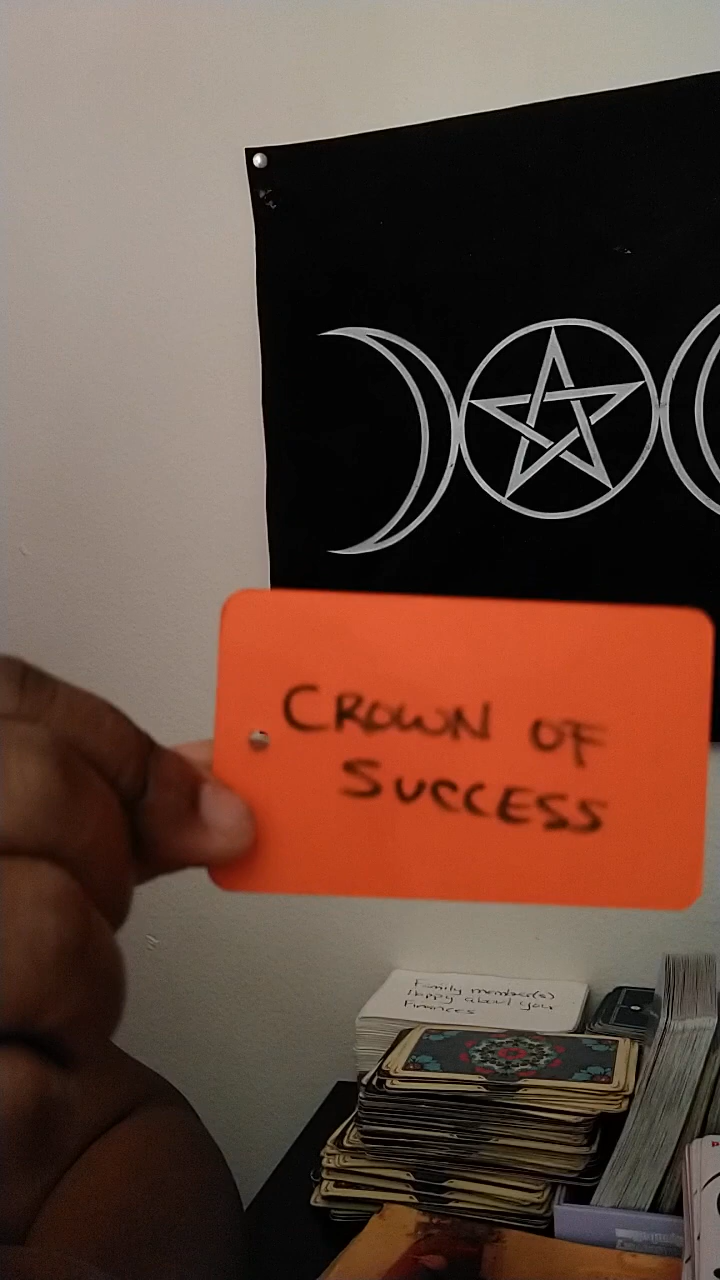 CROWN OF
SUCCESS
Family member(s)
Happy about your
Finances